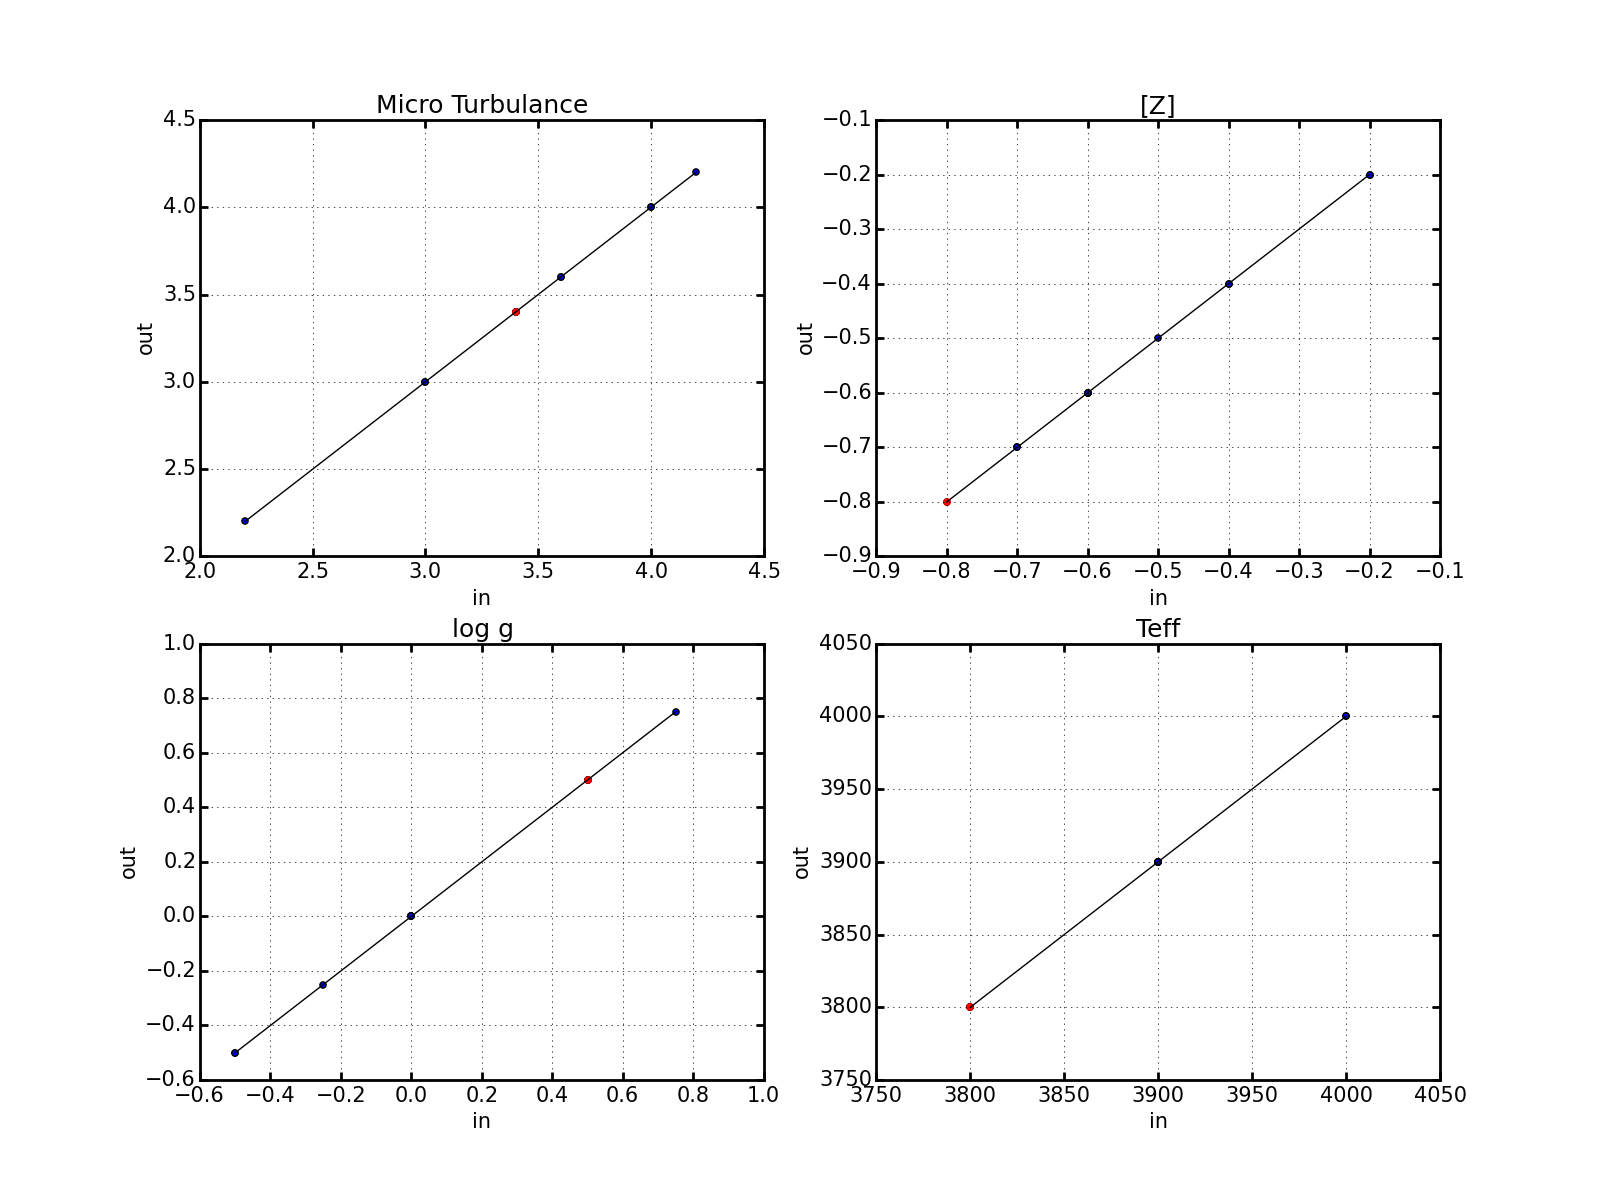 Micro Turbulance
4.5
4.0
3.5
3.0
2.5
2.0
out
2.0 2.5 3.0 3.5 4.0 4.5
in
[Z]
−0.1
−0.2
−0.3
−0.4
−0.5
−0.6
−0.7
−0.8
−0.9
out
−0.9 −0.8 −0.7 −0.6 −0.5 −0.4 −0.3 −0.2 −0.1
in
log g
1.0
0.8
0.6
0.4
0.2
0.0
−0.2
−0.4
−0.6
out
−0.6 −0.4 −0.2 0.0 0.2 0.4 0.6 0.8 1.0
in
Teff
4050
4000
3950
3900
3850
3800
3750
out
3750 3800 3850 3900 3950 4000 4050
in